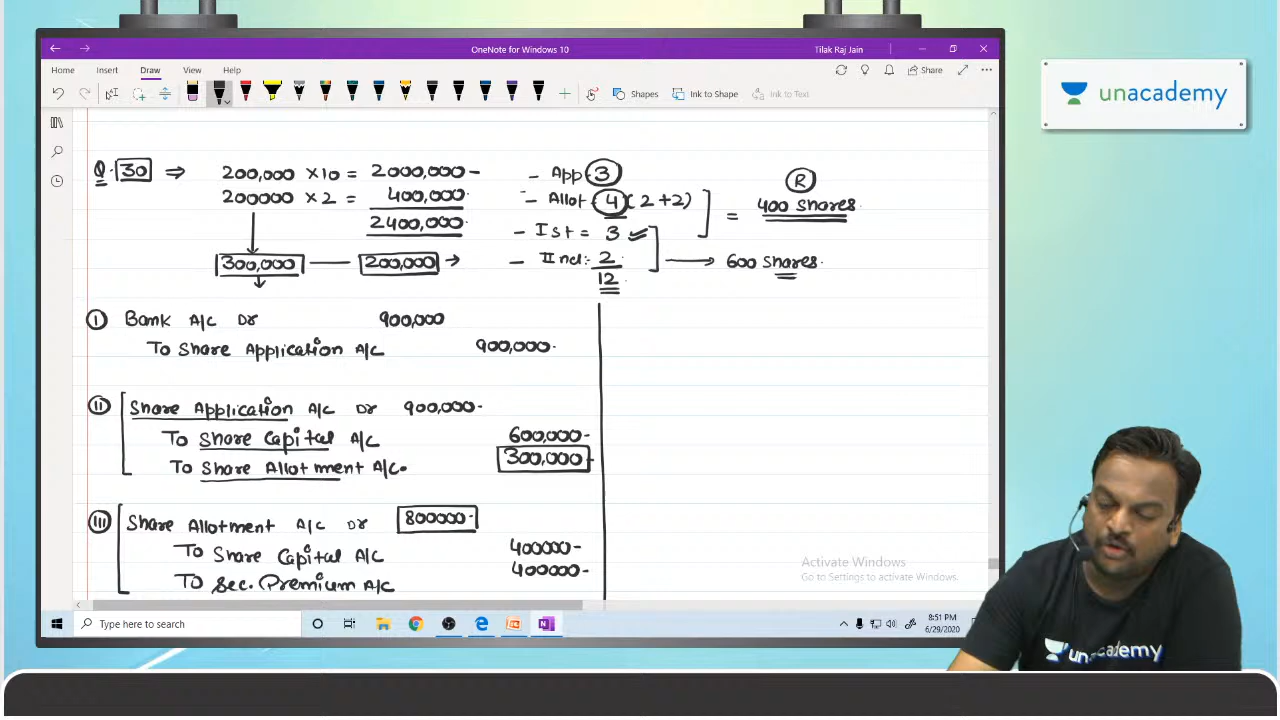 OneNote for Windows 10
Tilak Raj Jain
Home Insert Draw View Help
Share
Shapes
Ink to Shape
Ink to Text
unacademy
Q. 30 ⇒ 200,000 × 10 = 2000,000 –
200000 × 2 = 400,000
2400,000
300,000 — 200,000 →
– App - 3
– Allot - 4 (2+2)
– Ist = 3
– IInd :- 2
12
R
= 400 shares
→ 600 shares.
① Bank A/C Dr 900,000
To Share Application A/C 900,000.
② Share Application A/C Dr 900,000.
To Share Capital A/C 600,000-
To Share Allotment A/C. 300,000-
③ Share Allotment A/C Dr 800000.
To Share Capital A/C 400000-
To Sec. Premium A/C 400000-
Activate Windows
Go to Settings to activate Windows.
Type here to search
8:51 PM
6/29/2020
unacademy